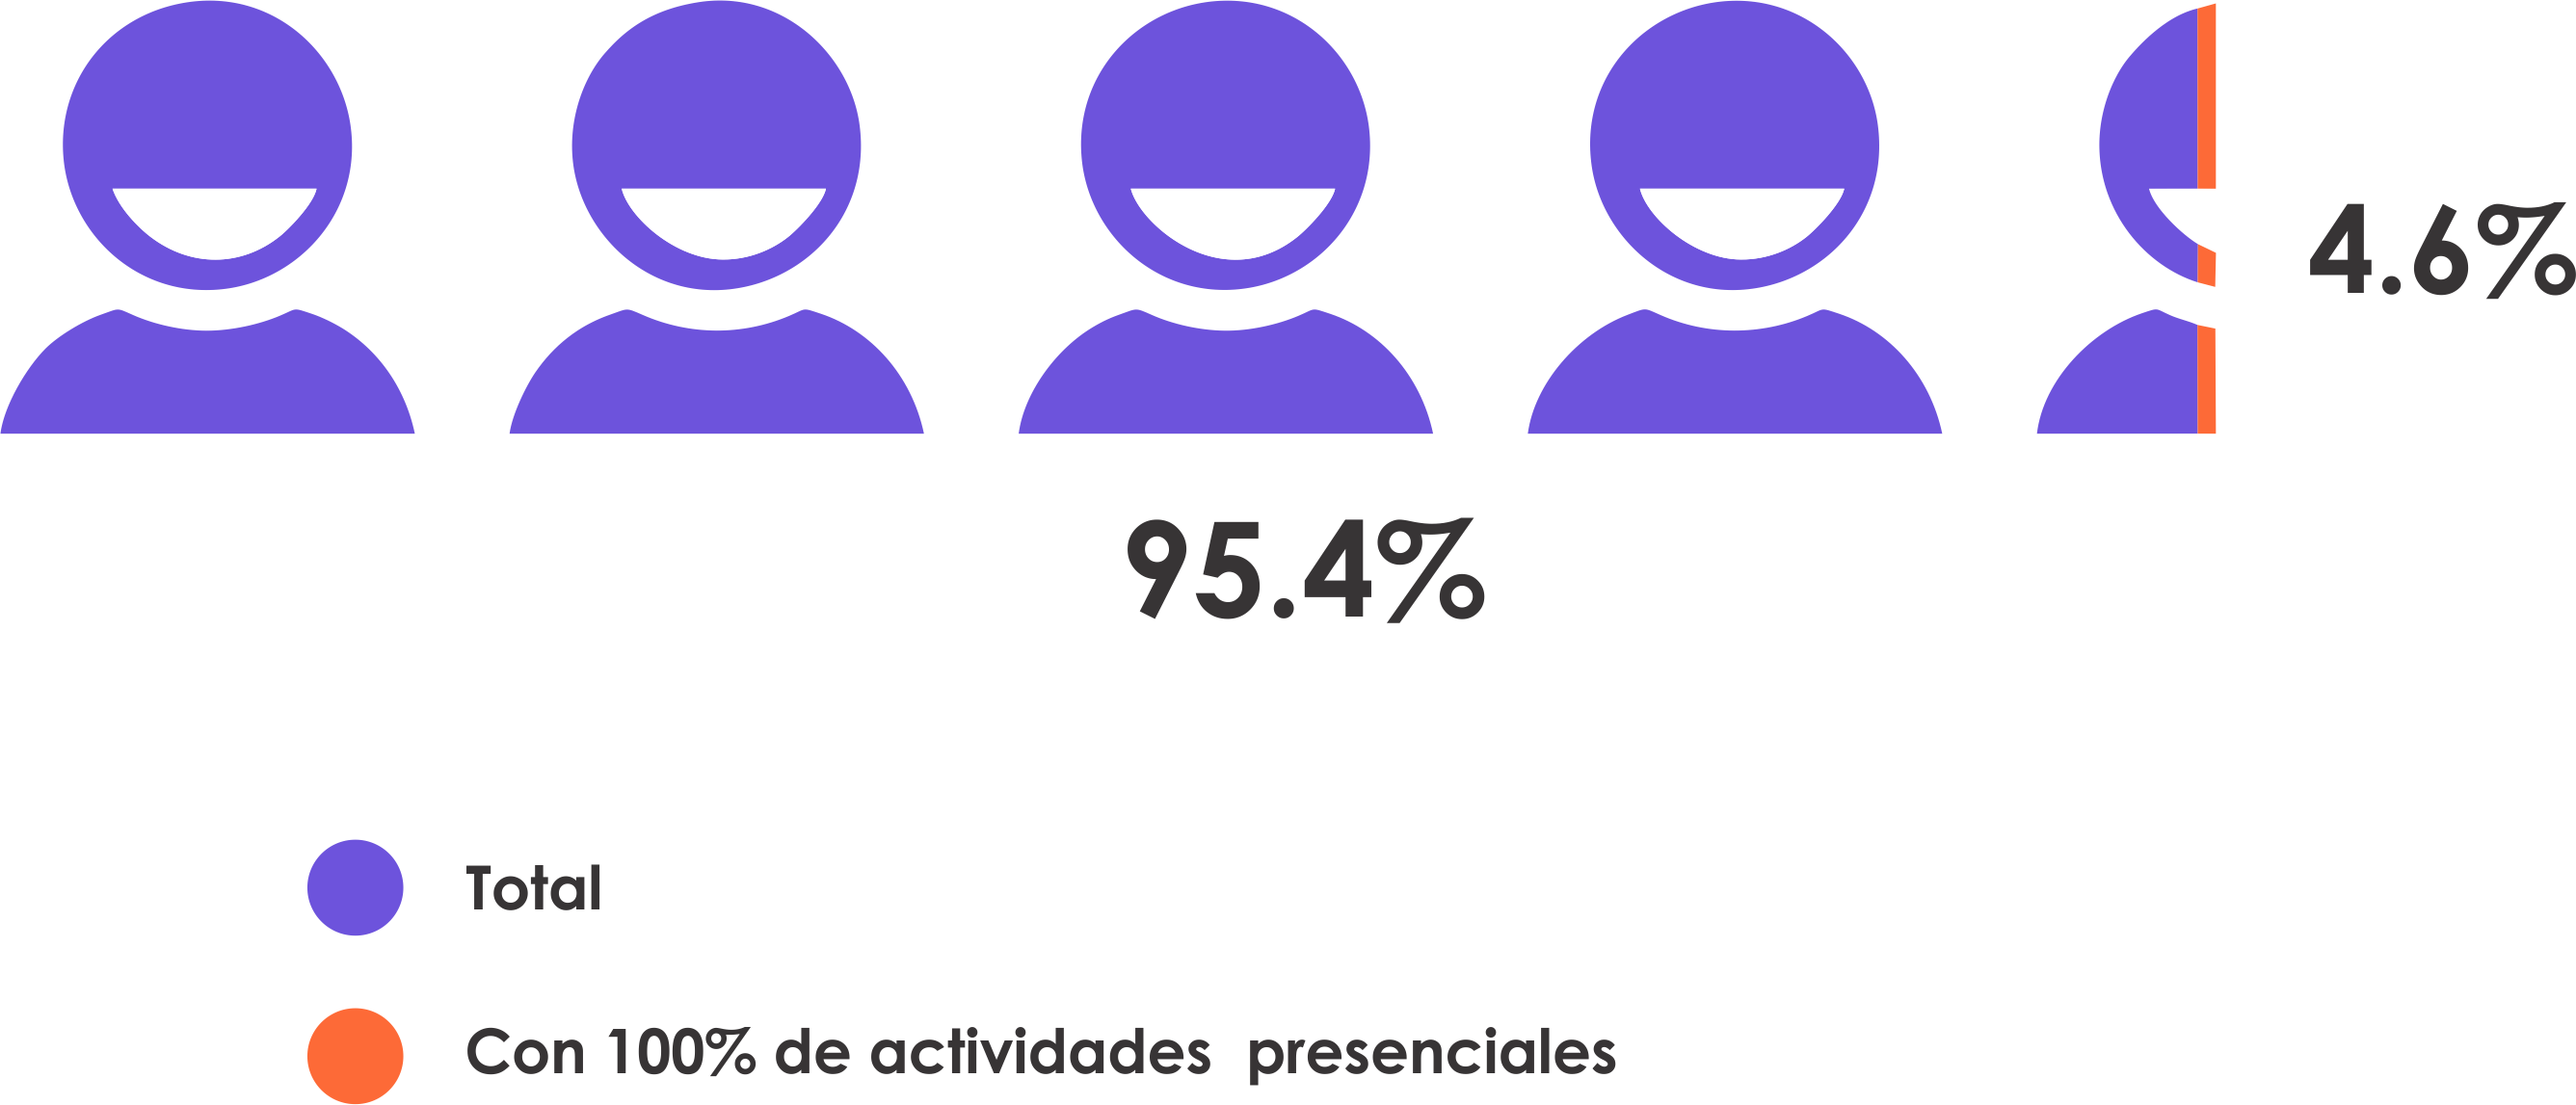 4.6%
95.4%
Total
Con 100% de actividades presenciales